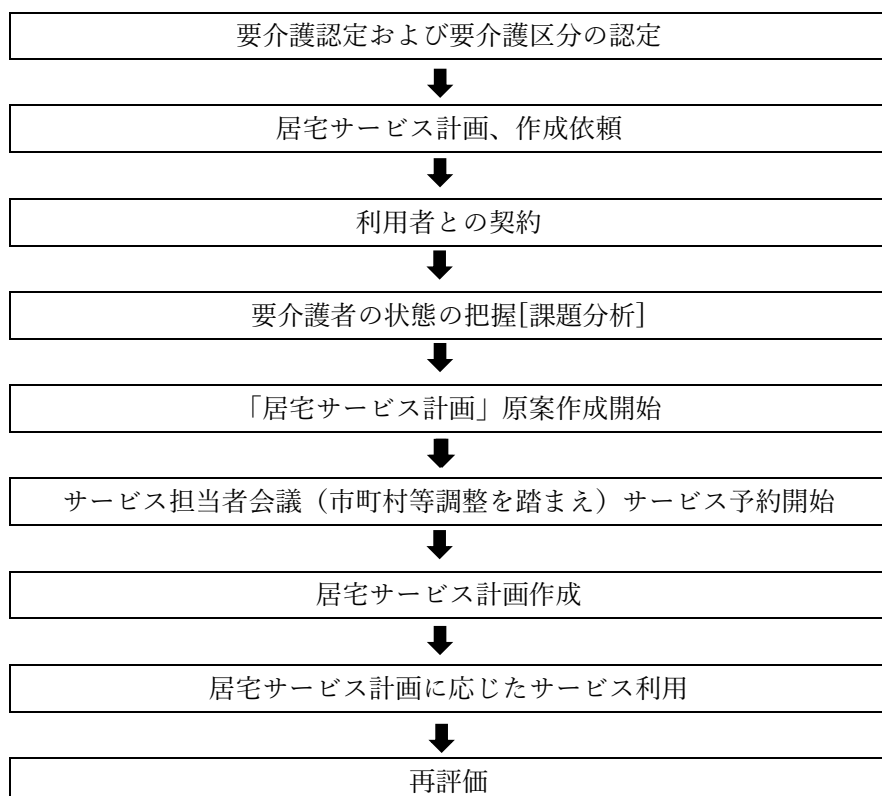 要介護認定および要介護区分の認定
居宅サービス計画、作成依頼
利用者との契約
要介護者の状態の把握[課題分析]
「居宅サービス計画」原案作成開始
サービス担当者会議（市町村等調整を踏まえ）サービス予約開始
居宅サービス計画作成
居宅サービス計画に応じたサービス利用
再評価